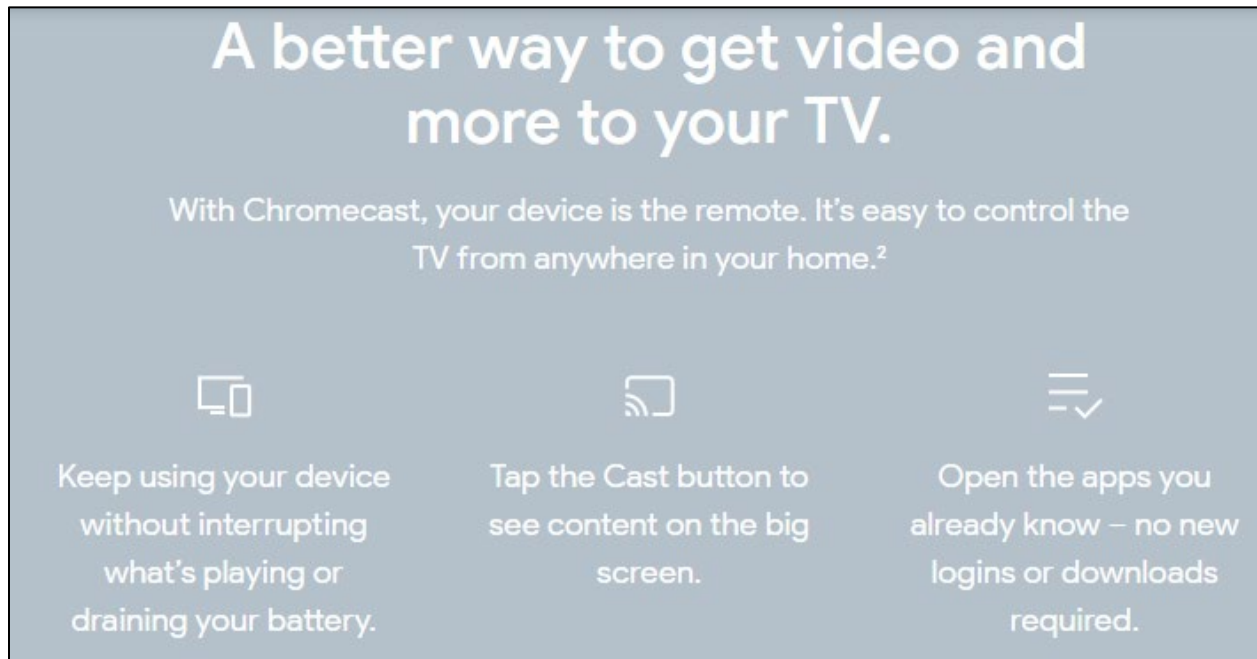 A better way to get video and
more to your TV.
With Chromecast, your device is the remote. It's easy to control the
TV from anywhere in your home.²
Keep using your device
without interrupting
what's playing or
draining your battery.
Tap the Cast button to
see content on the big
screen.
Open the apps you
already know – no new
logins or downloads
required.